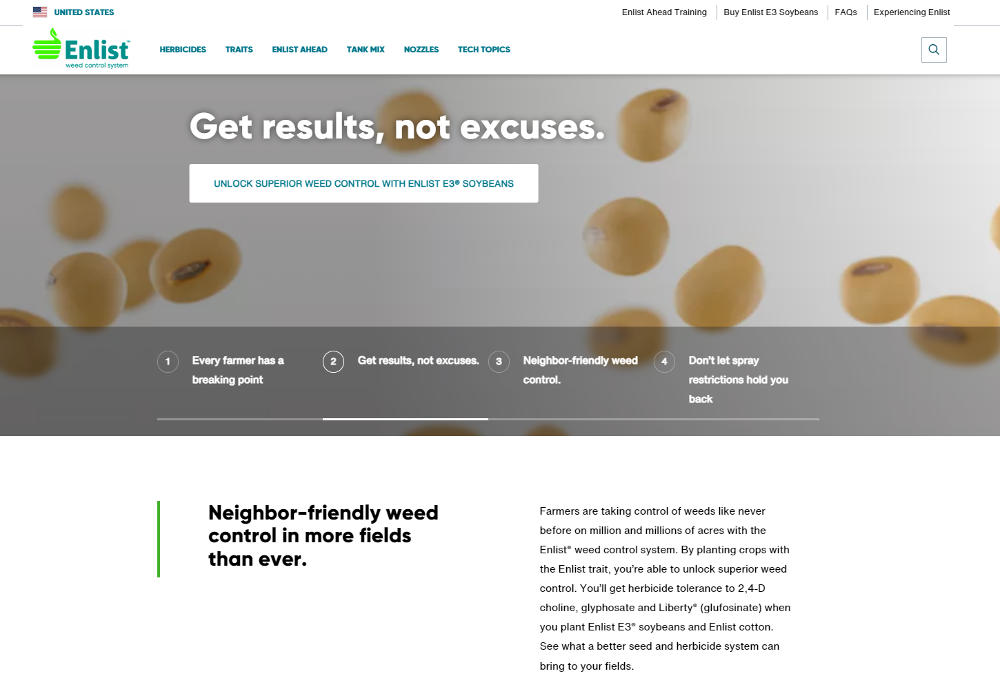 UNITED STATES
Enlist Ahead Training
Buy Enlist E3 Soybeans
FAQs
Experiencing Enlist
Enlist™
weed control system
HERBICIDES
TRAITS
ENLIST AHEAD
TANK MIX
NOZZLES
TECH TOPICS
Get results, not excuses.
UNLOCK SUPERIOR WEED CONTROL WITH ENLIST E3® SOYBEANS
1
Every farmer has a
breaking point
2
Get results, not excuses.
3
Neighbor-friendly weed
control.
4
Don’t let spray
restrictions hold you
back
Neighbor-friendly weed
control in more fields
than ever.
Farmers are taking control of weeds like never
before on million and millions of acres with the
Enlist® weed control system. By planting crops with
the Enlist trait, you’re able to unlock superior weed
control. You’ll get herbicide tolerance to 2,4-D
choline, glyphosate and Liberty® (glufosinate) when
you plant Enlist E3® soybeans and Enlist cotton.
See what a better seed and herbicide system can
bring to your fields.